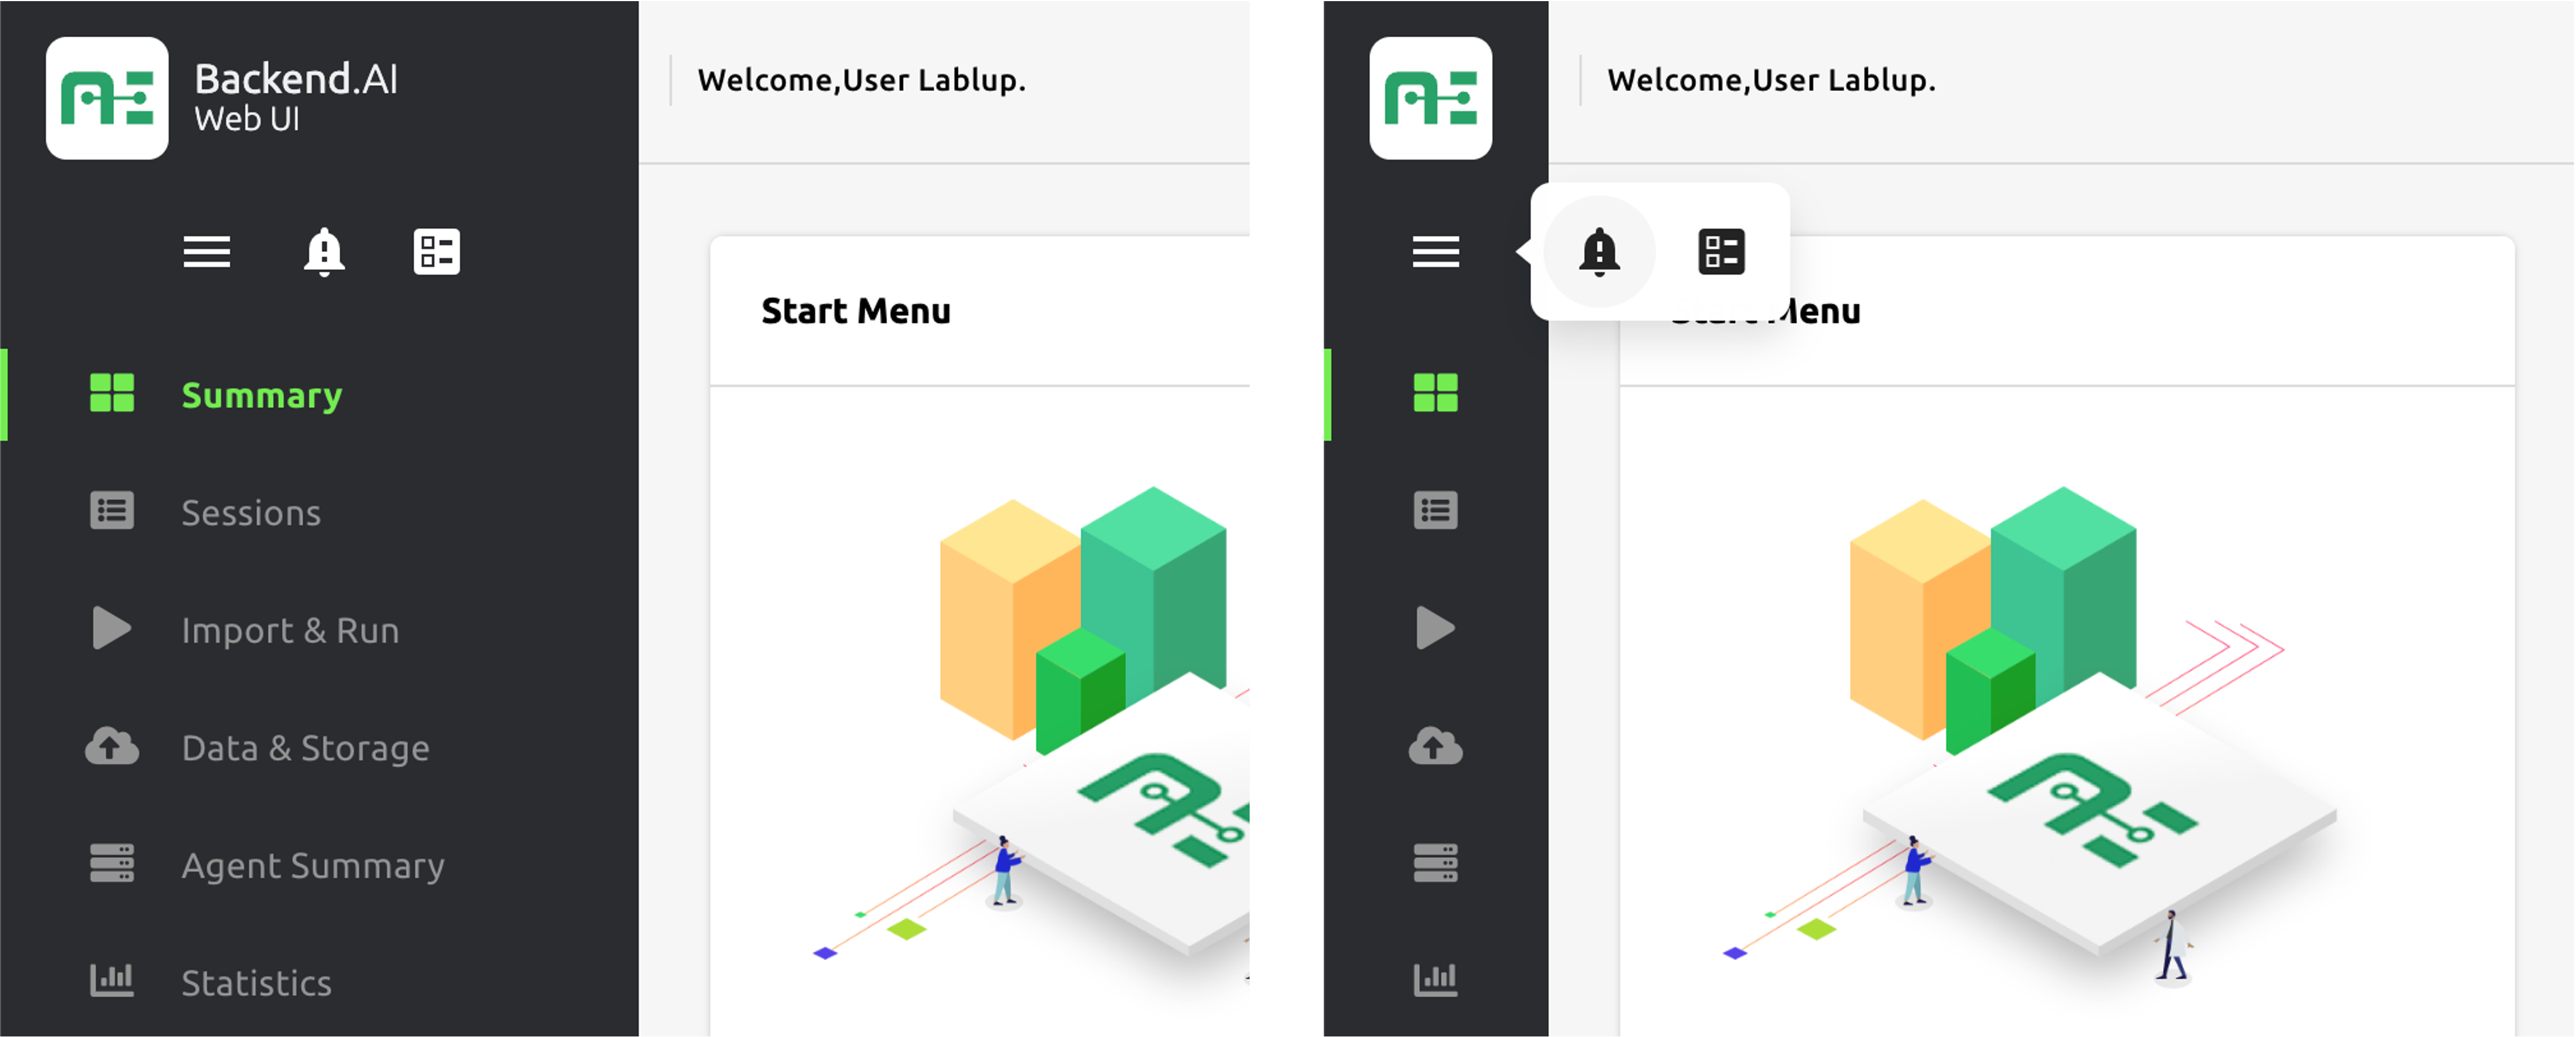 Backend.AI
Web UI
Welcome,User Lablup.
Start Menu
Summary
Sessions
Import & Run
Data & Storage
Agent Summary
Statistics
Welcome,User Lablup.
Start Menu